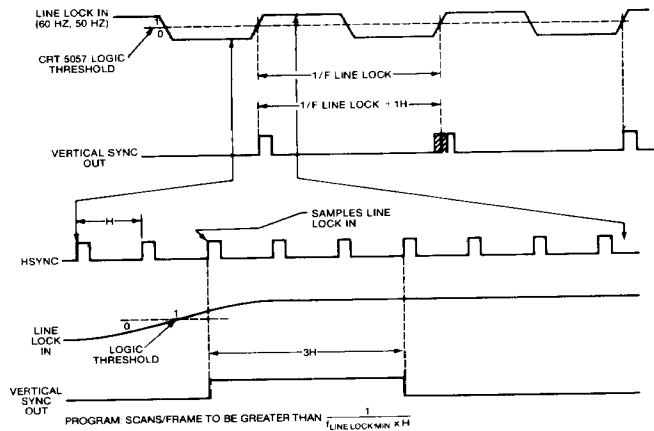 LINE LOCK IN
(60 HZ, 50 HZ)
1
0
CRT 5057 LOGIC
THRESHOLD
1/F LINE LOCK
1/F LINE LOCK + 1H
VERTICAL SYNC
OUT
H
SAMPLES LINE
LOCK IN
HSYNC
0
1
LINE
LOCK
IN
LOGIC
THRESHOLD
3H
VERTICAL
SYNC
OUT
PROGRAM: SCANS/FRAME TO BE GREATER THAN 1
fLINE LOCK MIN × H